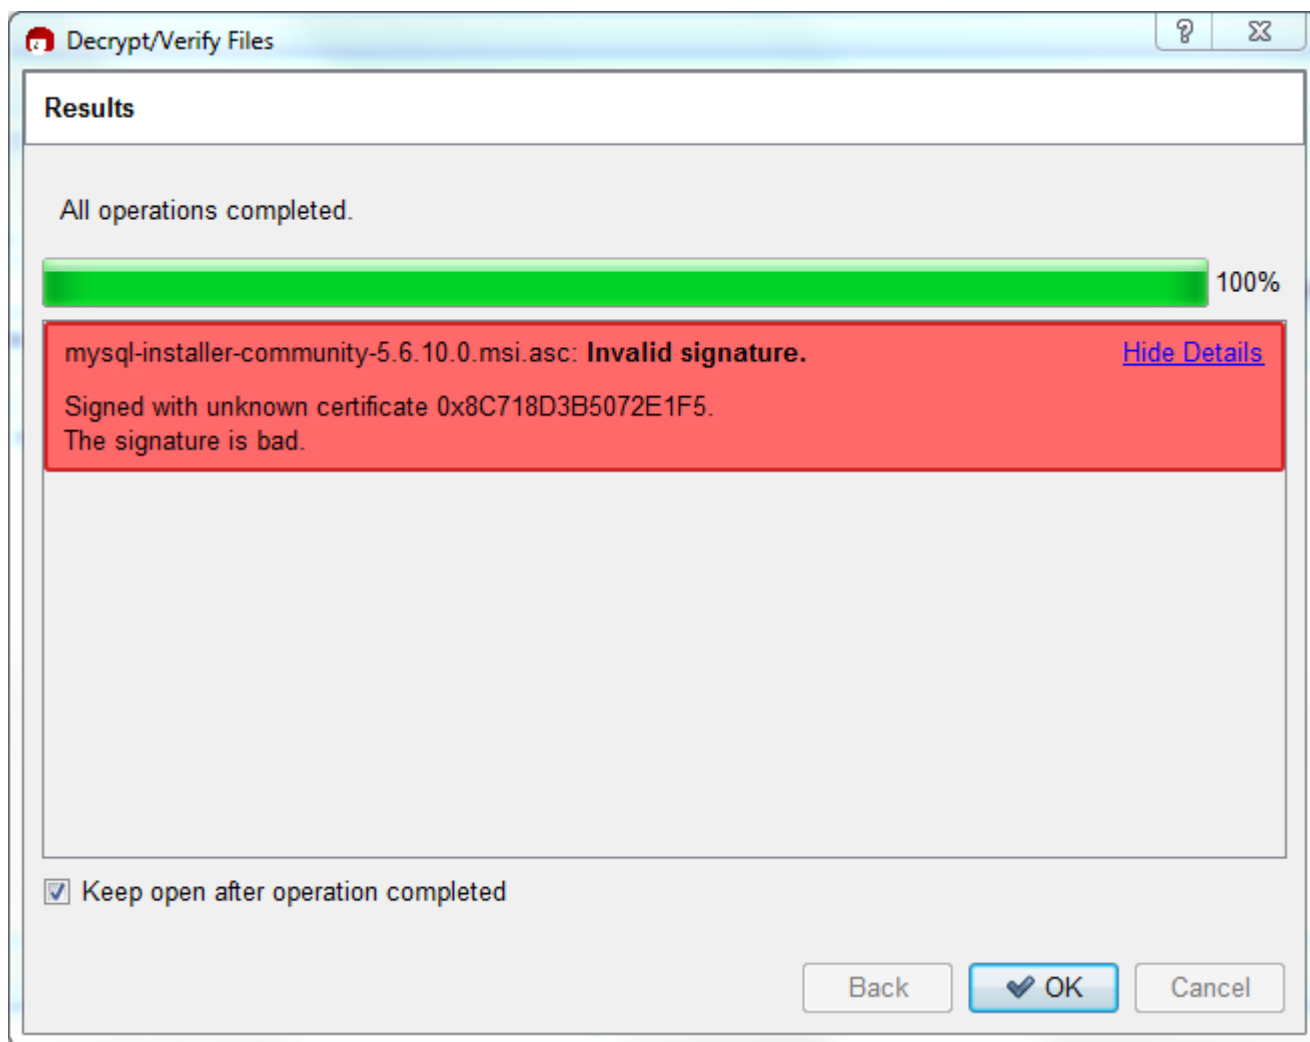 Decrypt/Verify Files
Results
All operations completed.
100%
mysql-installer-community-5.6.10.0.msi.asc: Invalid signature. Hide Details
Signed with unknown certificate 0x8C718D3B5072E1F5.
The signature is bad.
Keep open after operation completed
Back OK Cancel